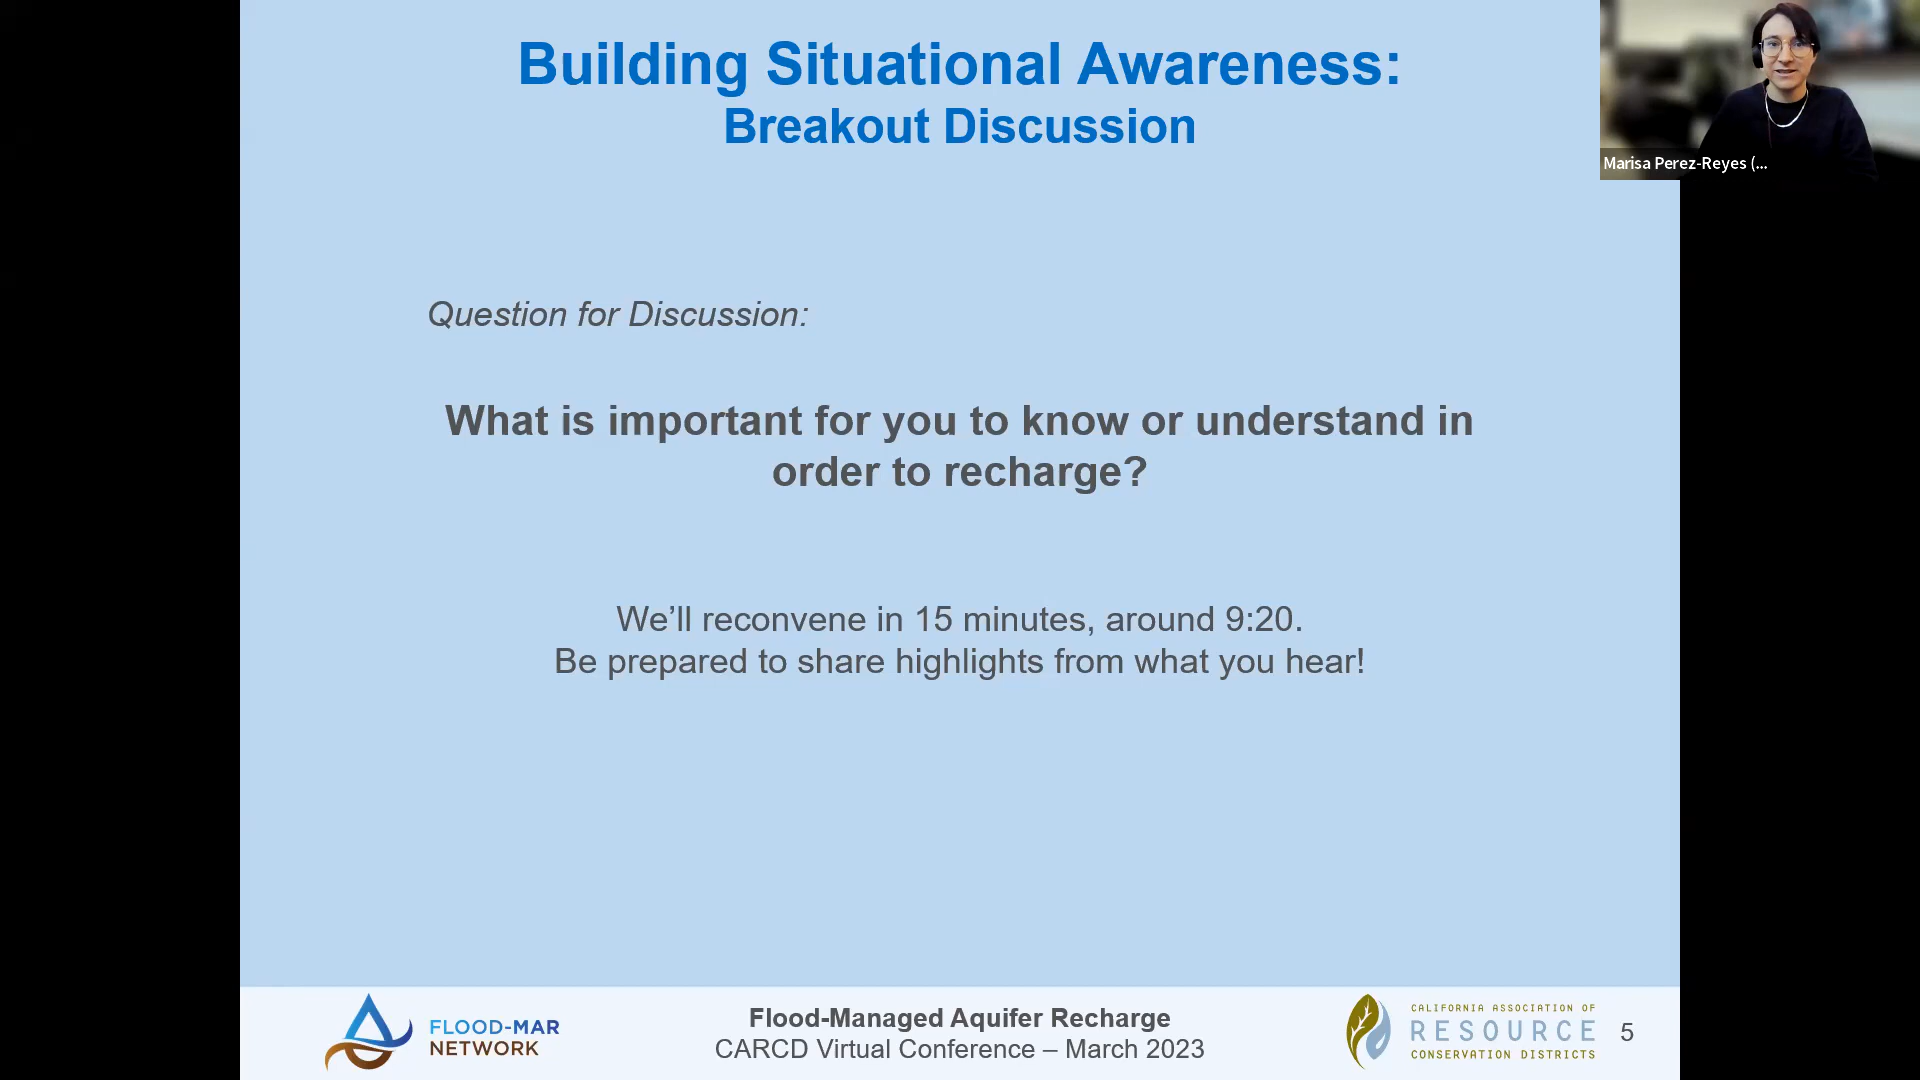 Building Situational Awareness:
Breakout Discussion
Marisa Perez-Reyes (...
Question for Discussion:
What is important for you to know or understand in
order to recharge?
We’ll reconvene in 15 minutes, around 9:20.
Be prepared to share highlights from what you hear!
FLOOD-MAR
NETWORK
Flood-Managed Aquifer Recharge
CARCD Virtual Conference – March 2023
CALIFORNIA ASSOCIATION OF
RESOURCE
CONSERVATION DISTRICTS
5